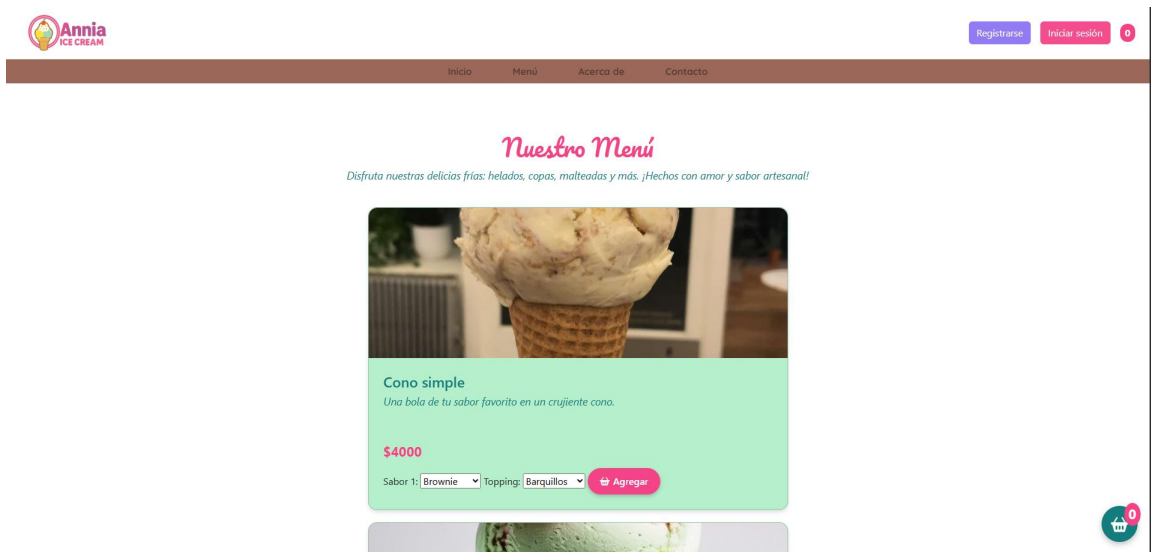 Annia
ICE CREAM
Registrarse
Iniciar sesión
0
Inicio
Menú
Acerca de
Contacto
Nuestro Menú
Disfruta nuestras delicias frías: helados, copas, malteadas y más. ¡Hechos con amor y sabor artesanal!
Cono simple
Una bola de tu sabor favorito en un crujiente cono.
$4000
Sabor 1: Brownie Topping: Barquillos Agregar
0